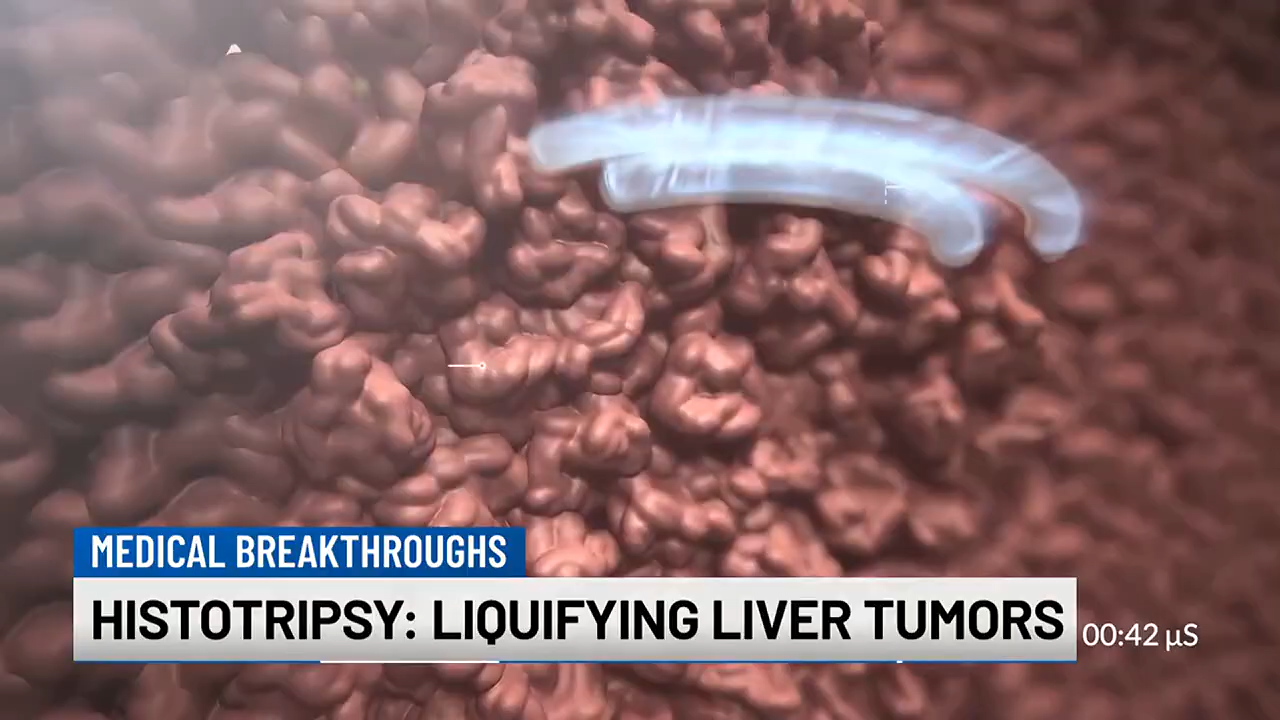 MEDICAL BREAKTHROUGHS
HISTOTRIPSY: LIQUIFYING LIVER TUMORS
00:42 µS